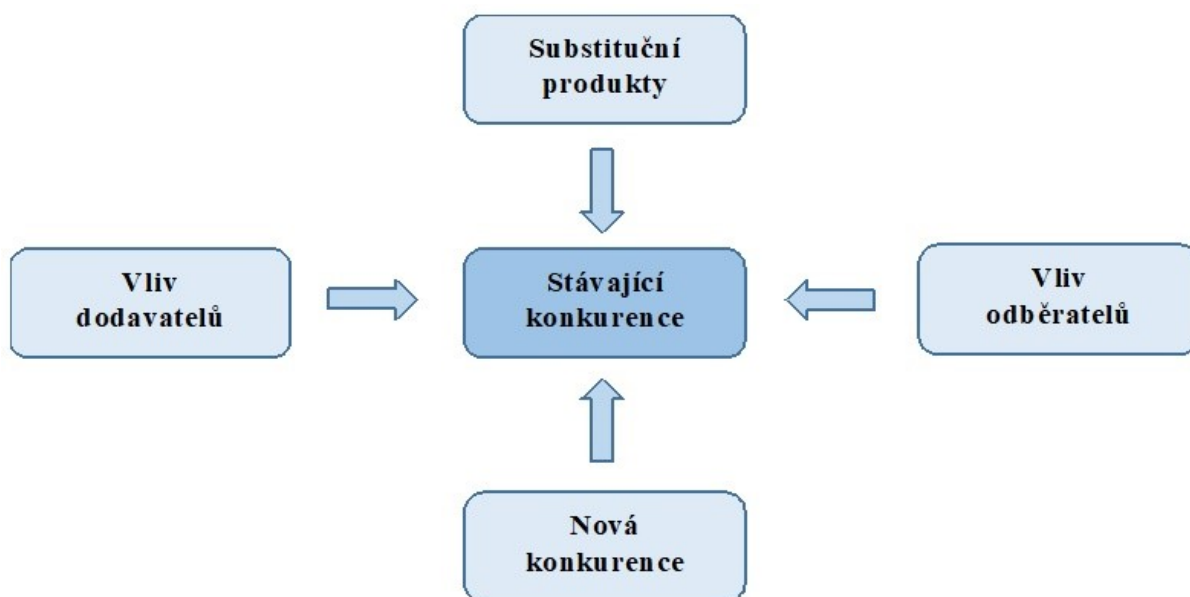 Substituční
produkty
Vliv
dodavatelů
Stávající
konkurence
Vliv
odběratelů
Nová
konkurence